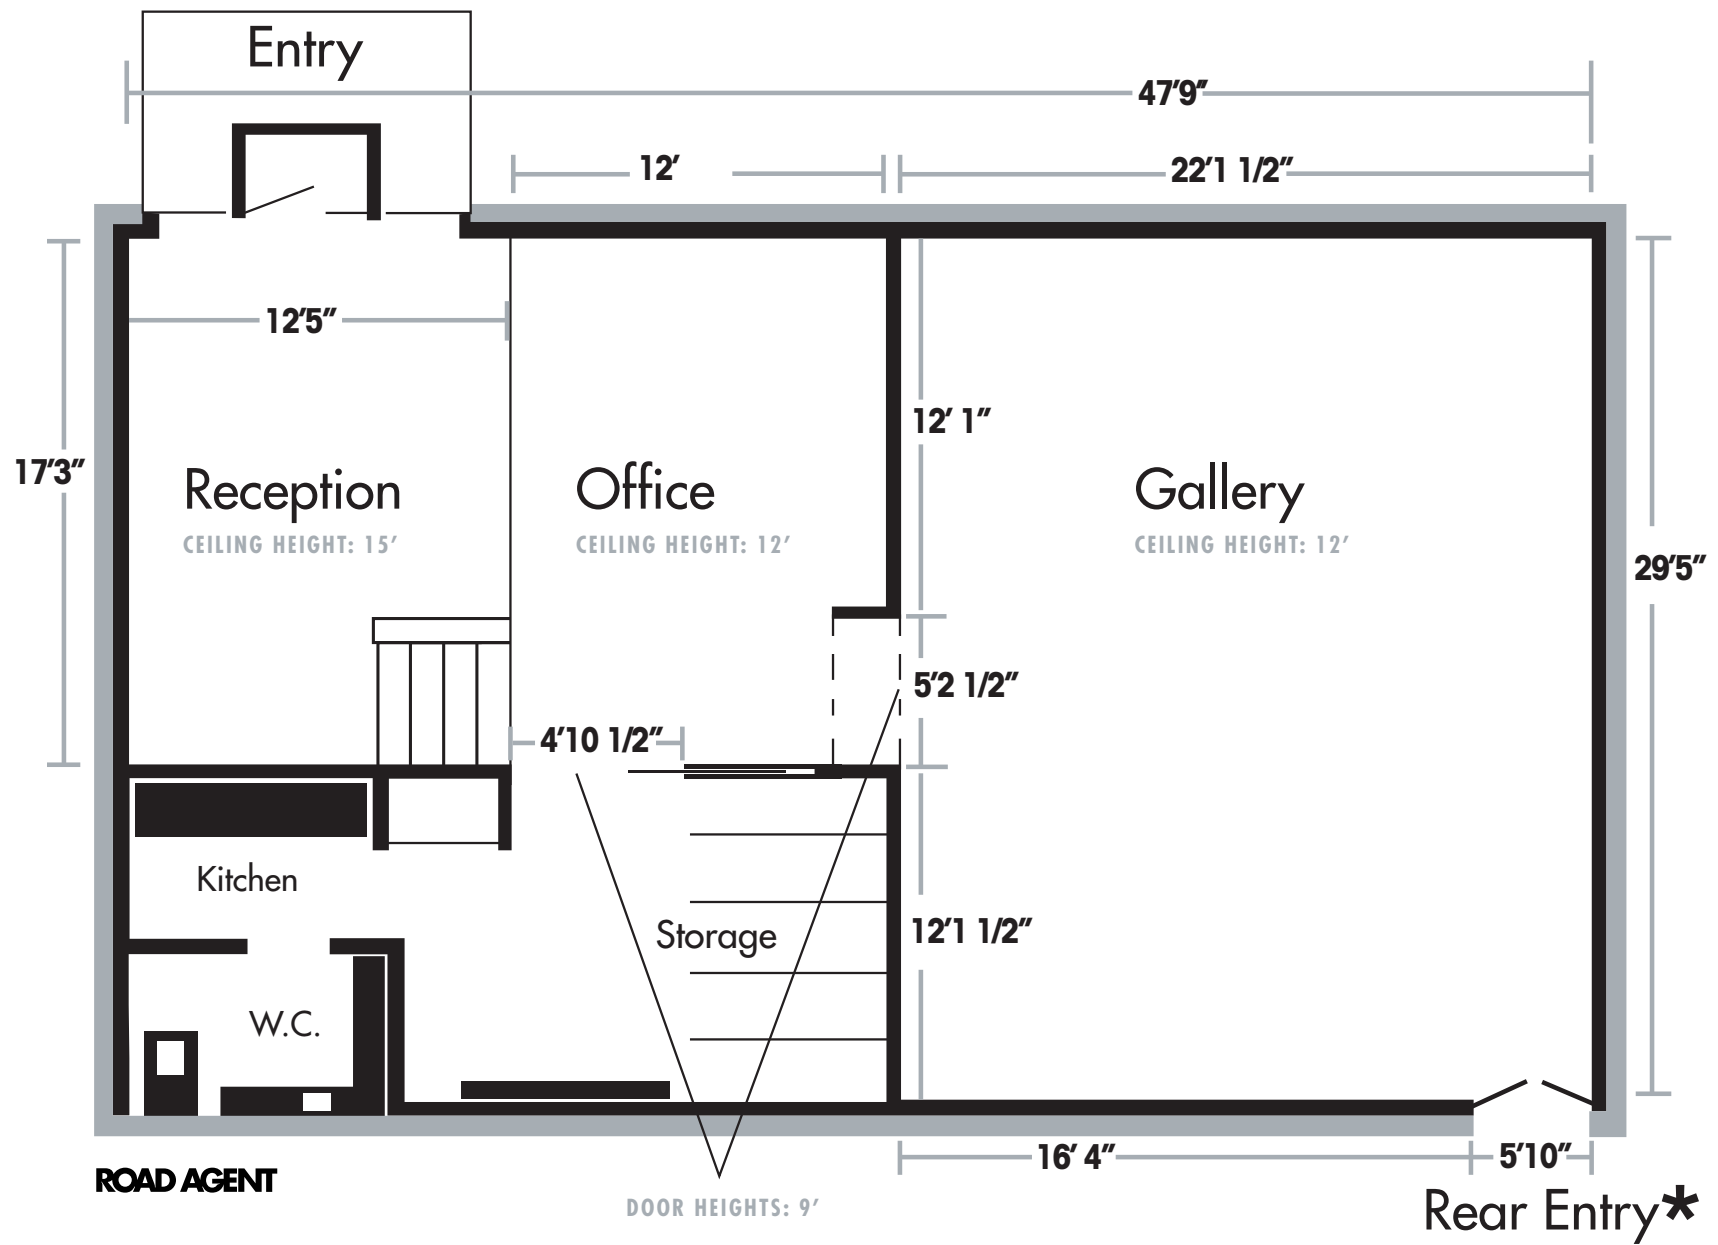 Entry
47'9"
12'
22'1 1/2"
12'5"
12' 1"
17'3"
Reception
Office
Gallery
CEILING HEIGHT: 15'
CEILING HEIGHT: 12'
CEILING HEIGHT: 12'
29'5"
5'2 1/2"
4'10 1/2"
Kitchen
Storage
12'1 1/2"
W.C.
16' 4"
5'10"
ROAD AGENT
DOOR HEIGHTS: 9'
Rear Entry*